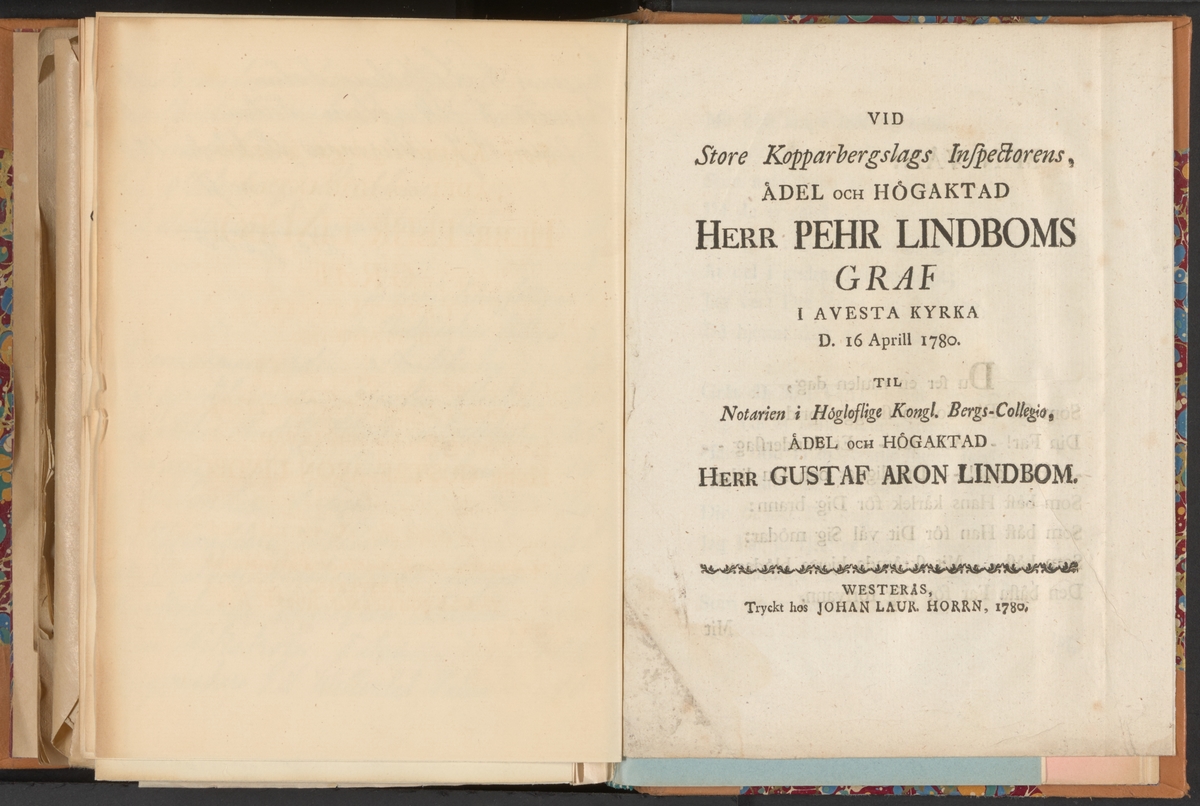 VID
Store Kopparbergslags Inſpectorens,
ÅDEL OCH HÖGAKTAD
HERR PEHR LINDBOMS
GRAF
I AVESTA KYRKA
D. 16 Aprill 1780.
TIL
Notarien i Högloflige Kongl. Bergs-Collegio,
ÅDEL OCH HÖGAKTAD
HERR GUSTAF ARON LINDBOM.
WESTERÅS,
Tryckt hos JOHAN LAUR. HORRN, 1780.